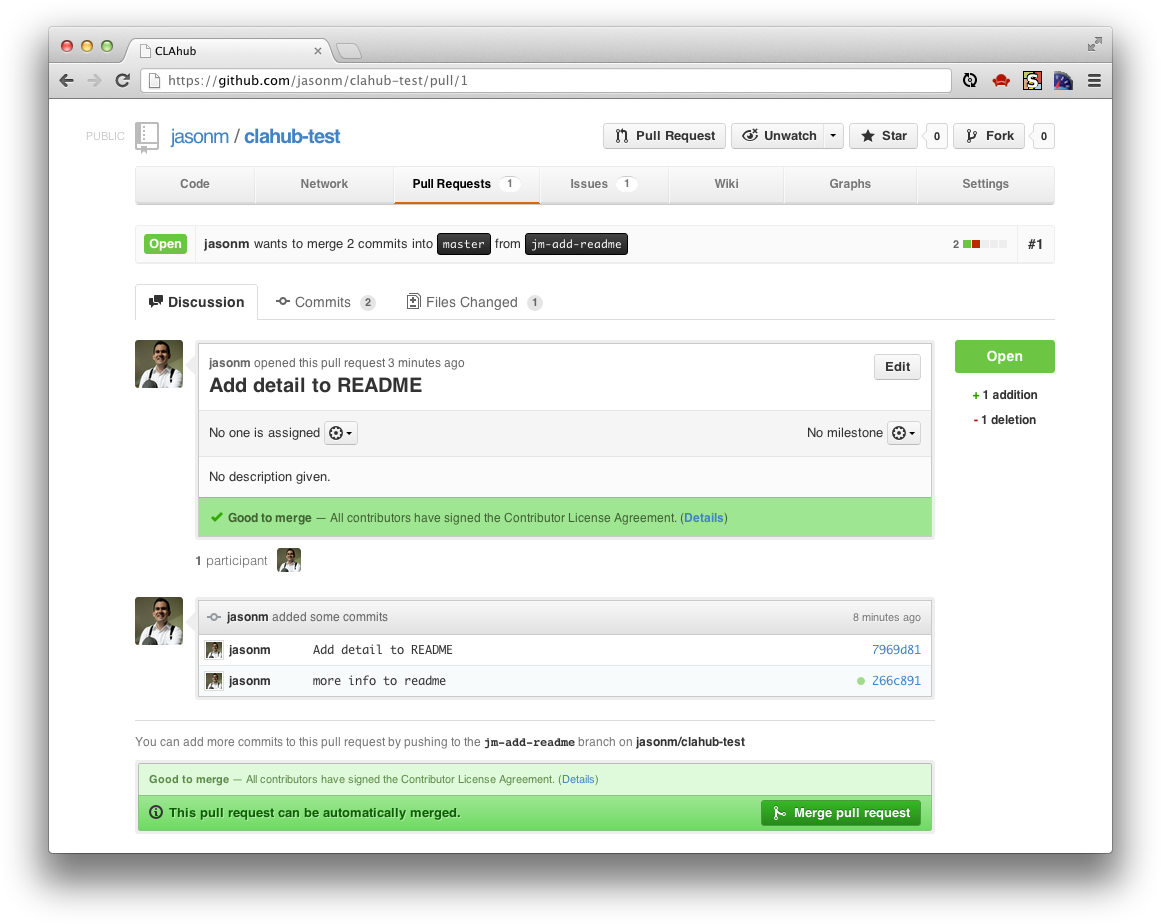 CLAhub
https://github.com/jasonm/clahub-test/pull/1
PUBLIC jasonm / clahub-test Pull Request Unwatch Star 0 Fork 0
Code Network Pull Requests 1 Issues 1 Wiki Graphs Settings
Open jasonm wants to merge 2 commits into master from jm-add-readme 2 #1
Discussion Commits 2 Files Changed 1
jasonm opened this pull request 3 minutes ago
Add detail to README
Edit
Open
+ 1 addition
- 1 deletion
No one is assigned No milestone
No description given.
Good to merge — All contributors have signed the Contributor License Agreement. (Details)
1 participant
jasonm added some commits 8 minutes ago
jasonm Add detail to README 7969d81
jasonm more info to readme 266c891
You can add more commits to this pull request by pushing to the jm-add-readme branch on jasonm/clahub-test
Good to merge — All contributors have signed the Contributor License Agreement. (Details)
This pull request can be automatically merged. Merge pull request